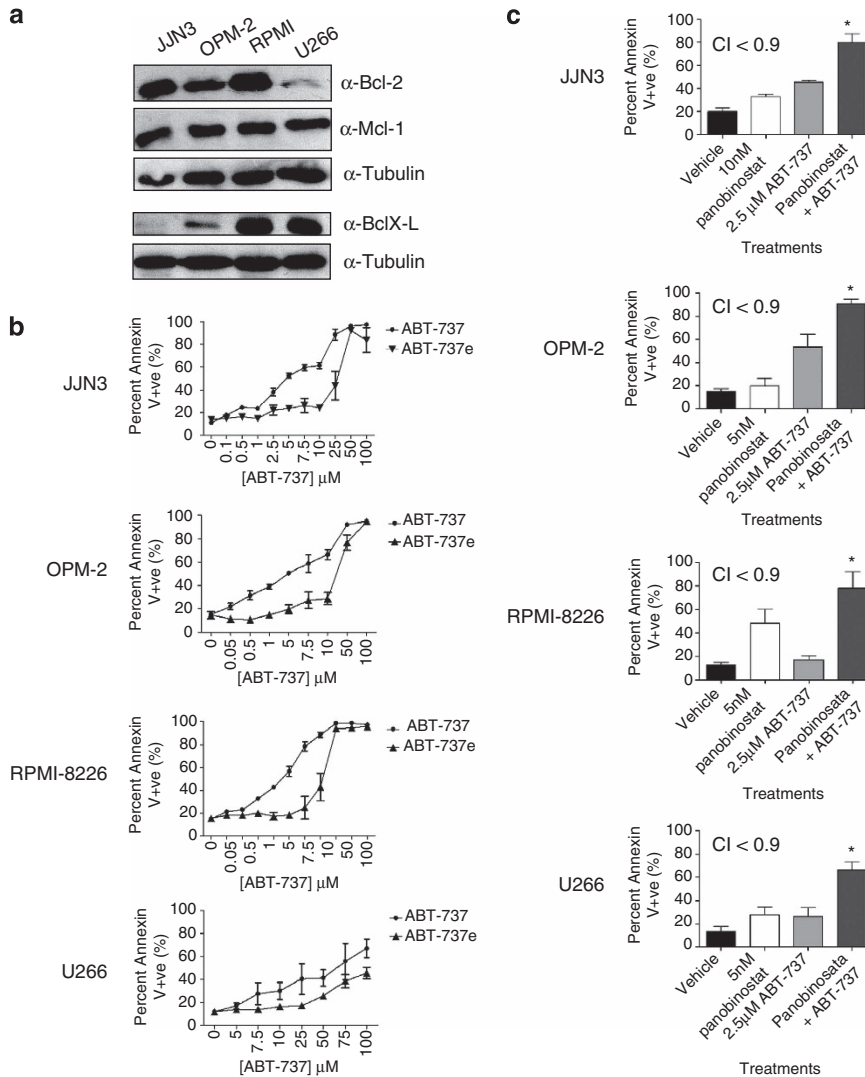 a
JJN3 OPM-2 RPMI U266
α-Bcl-2
α-Mcl-1
α-Tubulin
α-BclX-L
α-Tubulin
b
JJN3
Percent Annexin
V+ve (%)
100
80
60
40
20
0
0 0.1 0.5 1 2.5 5 7.5 10 25 50 100
[ABT-737] μM
ABT-737
ABT-737e
OPM-2
Percent Annexin
V+ve (%)
100
80
60
40
20
0
0 0.05 0.5 1 5 7.5 10 50 100
[ABT-737] μM
ABT-737
ABT-737e
RPMI-8226
Percent Annexin
V+ve (%)
100
80
60
40
20
0
0 0.05 0.5 1 5 7.5 10 50 100
[ABT-737] μM
ABT-737
ABT-737e
U266
Percent Annexin
V+ve (%)
100
80
60
40
20
0
0 5 7.5 10 25 50 75 100
[ABT-737] μM
ABT-737
ABT-737e
c
JJN3
Percent Annexin
V+ve (%)
100
80
60
40
20
0
CI < 0.9
*
Vehicle
10nM
panobinostat
2.5 μM ABT-737
Panobinostat
+ ABT-737
Treatments
OPM-2
Percent Annexin
V+ve (%)
100
80
60
40
20
0
CI < 0.9
*
Vehicle
5nM
panobinostat
2.5μM ABT-737
Panobinosata
+ ABT-737
Treatments
RPMI-8226
Percent Annexin
V+ve (%)
100
80
60
40
20
0
CI < 0.9
*
Vehicle
5nM
panobinostat
2.5μM ABT-737
Panobinosata
+ ABT-737
Treatments
U266
Percent Annexin
V+ve (%)
100
80
60
40
20
0
CI < 0.9
*
Vehicle
5nM
panobinostat
2.5μM ABT-737
Panobinosata
+ ABT-737
Treatments